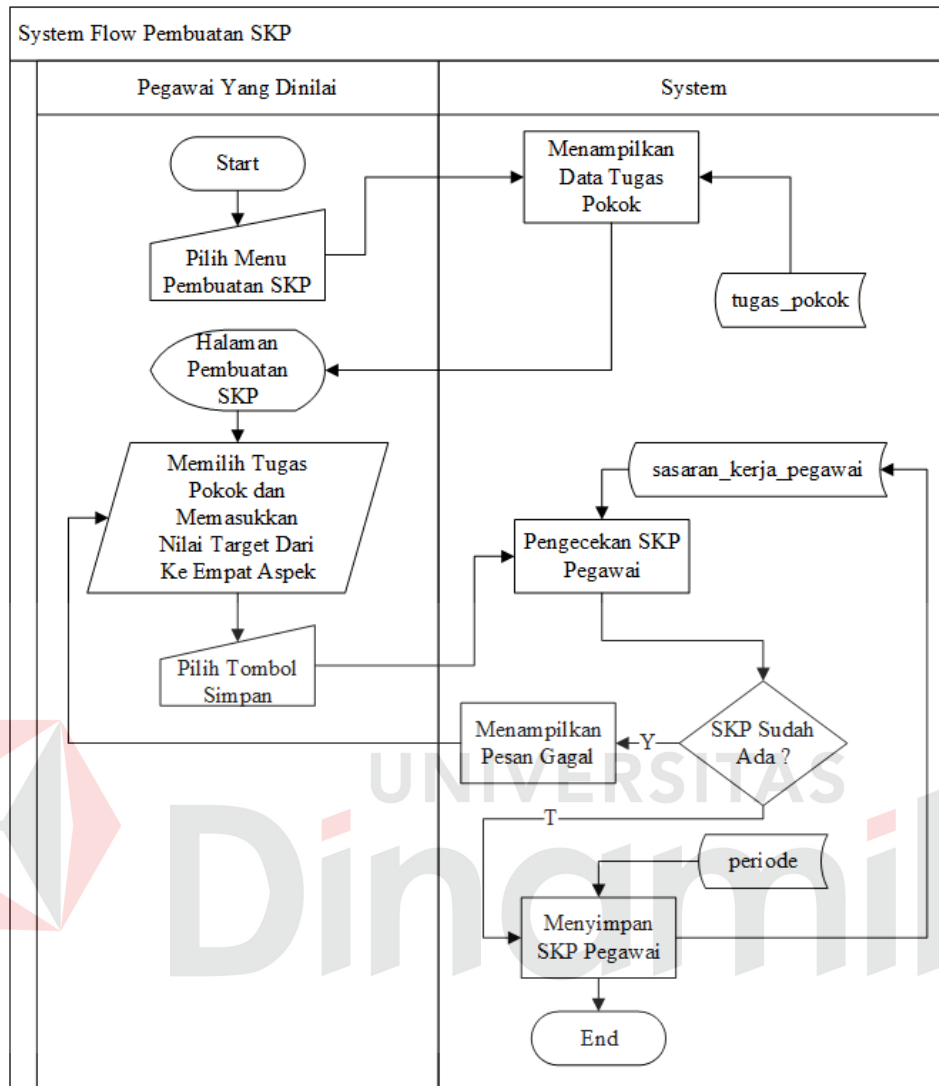 System Flow Pembuatan SKP
Pegawai Yang Dinilai
System
Start
Menampilkan
Data Tugas
Pokok
Pilih Menu
Pembuatan SKP
tugas_pokok
Halaman
Pembuatan
SKP
Memilih Tugas
Pokok dan
Memasukkan
Nilai Target Dari
Ke Empat Aspek
sasaran_kerja_pegawai
Pengecekan SKP
Pegawai
Pilih Tombol
Simpan
Menampilkan
Pesan Gagal
Y
SKP Sudah
Ada ?
UNIVERSITAS
T
Dinamik
periode
Menyimpan
SKP Pegawai
End